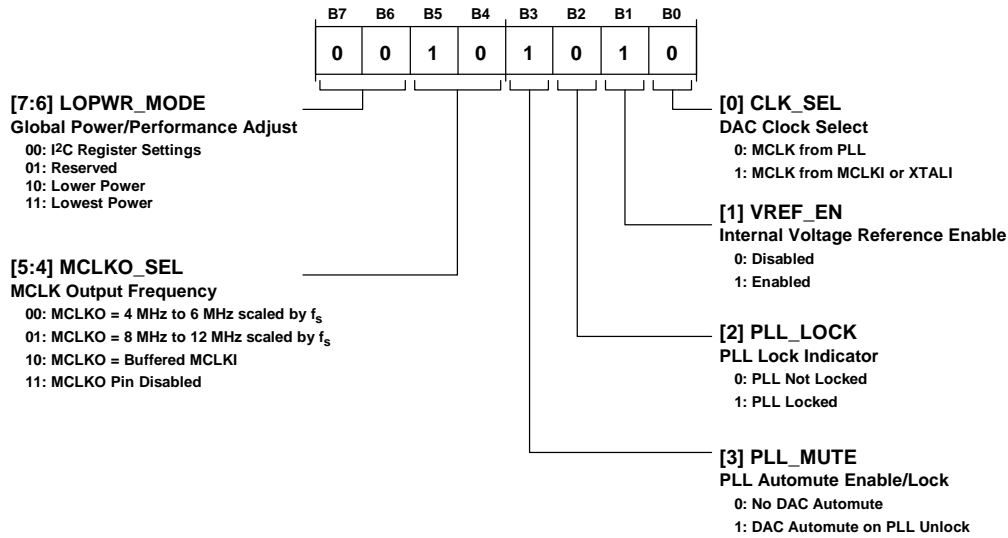 B7 B6 B5 B4 B3 B2 B1 B0
0 0 1 0 1 0 1 0
[7:6] LOPWR_MODE
Global Power/Performance Adjust
00: I2C Register Settings
01: Reserved
10: Lower Power
11: Lowest Power
[5:4] MCLKO_SEL
MCLK Output Frequency
00: MCLKO = 4 MHz to 6 MHz scaled by fs
01: MCLKO = 8 MHz to 12 MHz scaled by fs
10: MCLKO = Buffered MCLKI
11: MCLKO Pin Disabled
[0] CLK_SEL
DAC Clock Select
0: MCLK from PLL
1: MCLK from MCLKI or XTALI
[1] VREF_EN
Internal Voltage Reference Enable
0: Disabled
1: Enabled
[2] PLL_LOCK
PLL Lock Indicator
0: PLL Not Locked
1: PLL Locked
[3] PLL_MUTE
PLL Automute Enable/Lock
0: No DAC Automute
1: DAC Automute on PLL Unlock